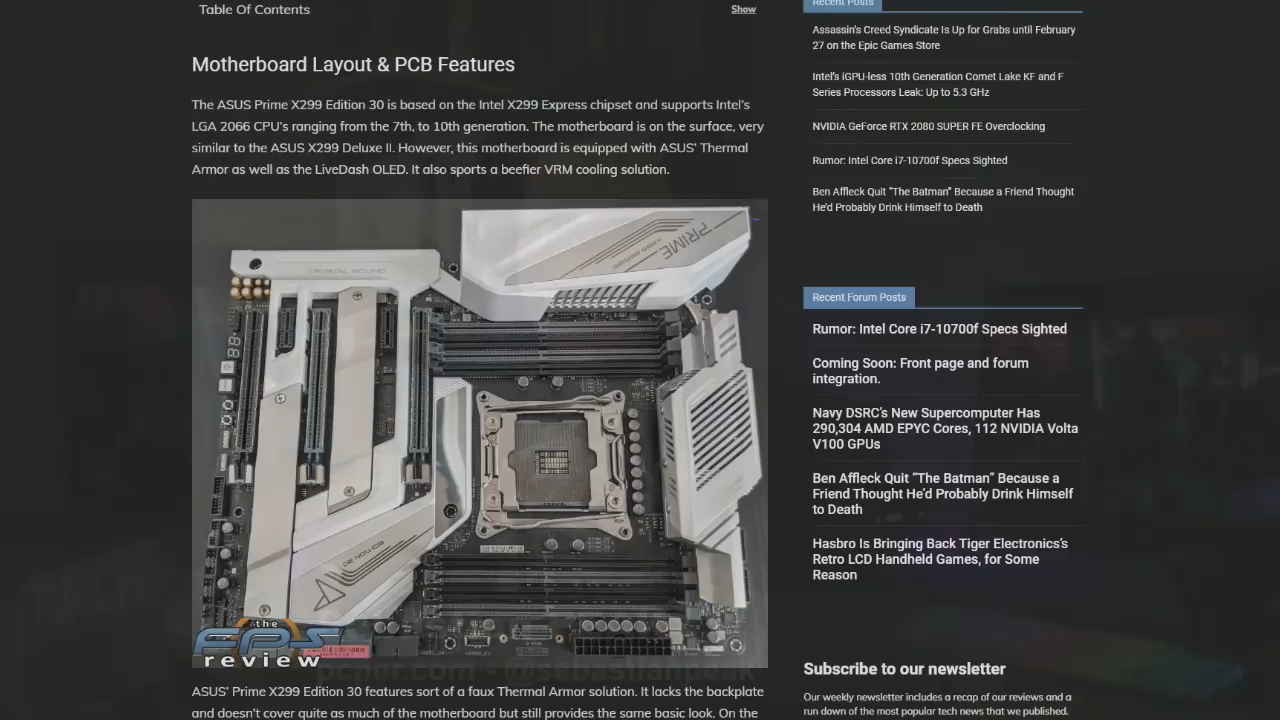 Table Of Contents
Show
Motherboard Layout & PCB Features
The ASUS Prime X299 Edition 30 is based on the Intel X299 Express chipset and supports Intel's
LGA 2066 CPU's ranging from the 7th, to 10th generation. The motherboard is on the surface, very
similar to the ASUS X299 Deluxe II. However, this motherboard is equipped with ASUS' Thermal
Armor as well as the LiveDash OLED. It also sports a beefier VRM cooling solution.
PRIME
X299 SERIES
CRYSTAL SOUND
EDITION 30
the
FPS
review
pcper.com - @sebastianpeak
ASUS' Prime X299 Edition 30 features sort of a faux Thermal Armor solution. It lacks the backplate
and doesn't cover quite as much of the motherboard but still provides the same basic look. On the
Recent Posts
Assassin's Creed Syndicate Is Up for Grabs until February
27 on the Epic Games Store
Intel's iGPU-less 10th Generation Comet Lake KF and F
Series Processors Leak: Up to 5.3 GHz
NVIDIA GeForce RTX 2080 SUPER FE Overclocking
Rumor: Intel Core i7-10700f Specs Sighted
Ben Affleck Quit "The Batman" Because a Friend Thought
He'd Probably Drink Himself to Death
Recent Forum Posts
Rumor: Intel Core i7-10700f Specs Sighted
Coming Soon: Front page and forum
integration.
Navy DSRC's New Supercomputer Has
290,304 AMD EPYC Cores, 112 NVIDIA Volta
V100 GPUs
Ben Affleck Quit "The Batman" Because a
Friend Thought He'd Probably Drink Himself
to Death
Hasbro Is Bringing Back Tiger Electronics's
Retro LCD Handheld Games, for Some
Reason
Subscribe to our newsletter
Our weekly newsletter includes a recap of our reviews and a
run down of the most popular tech news that we published.